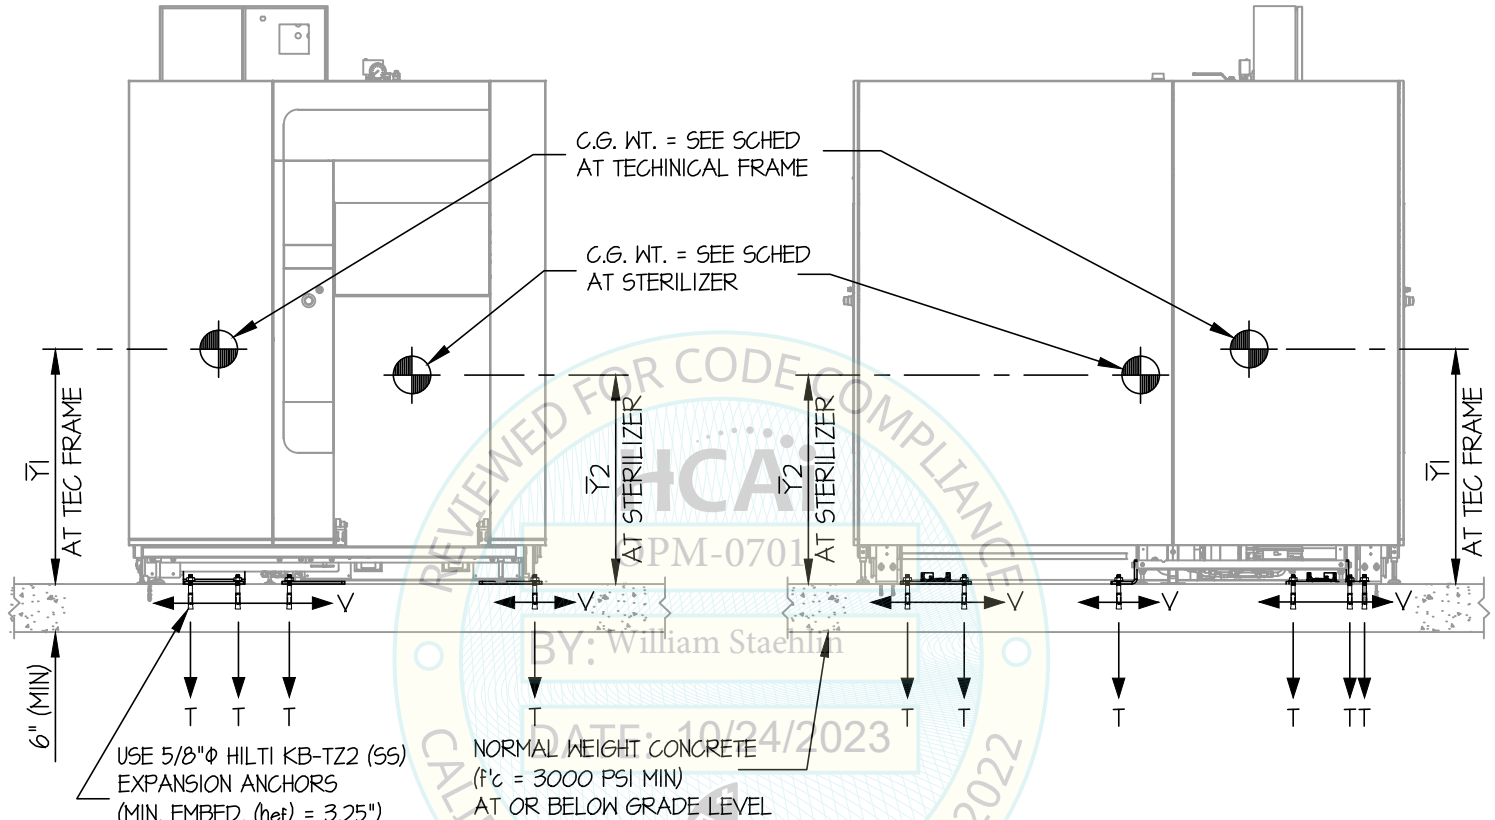 C.G. WT. = SEE SCHED
AT TECHINICAL FRAME
C.G. WT. = SEE SCHED
AT STERILIZER
Y1
AT TEC FRAME
Y2
AT STERILIZER
Y2
AT STERILIZER
Y1
AT TEC FRAME
REVIEWED FOR CODE COMPLIANCE
HCAi
OPM-0701
BY: William Staehlin
DATE: 10/24/2023
2022
V
V
V
V
V
6" (MIN)
T
T
T
T
T
T
T
T
T
T
USE 5/8"Φ HILTI KB-TZ2 (SS)
EXPANSION ANCHORS
(MIN. EMBED. (hef) = 3.25")
NORMAL WEIGHT CONCRETE
(f'c = 3000 PSI MIN)
AT OR BELOW GRADE LEVEL